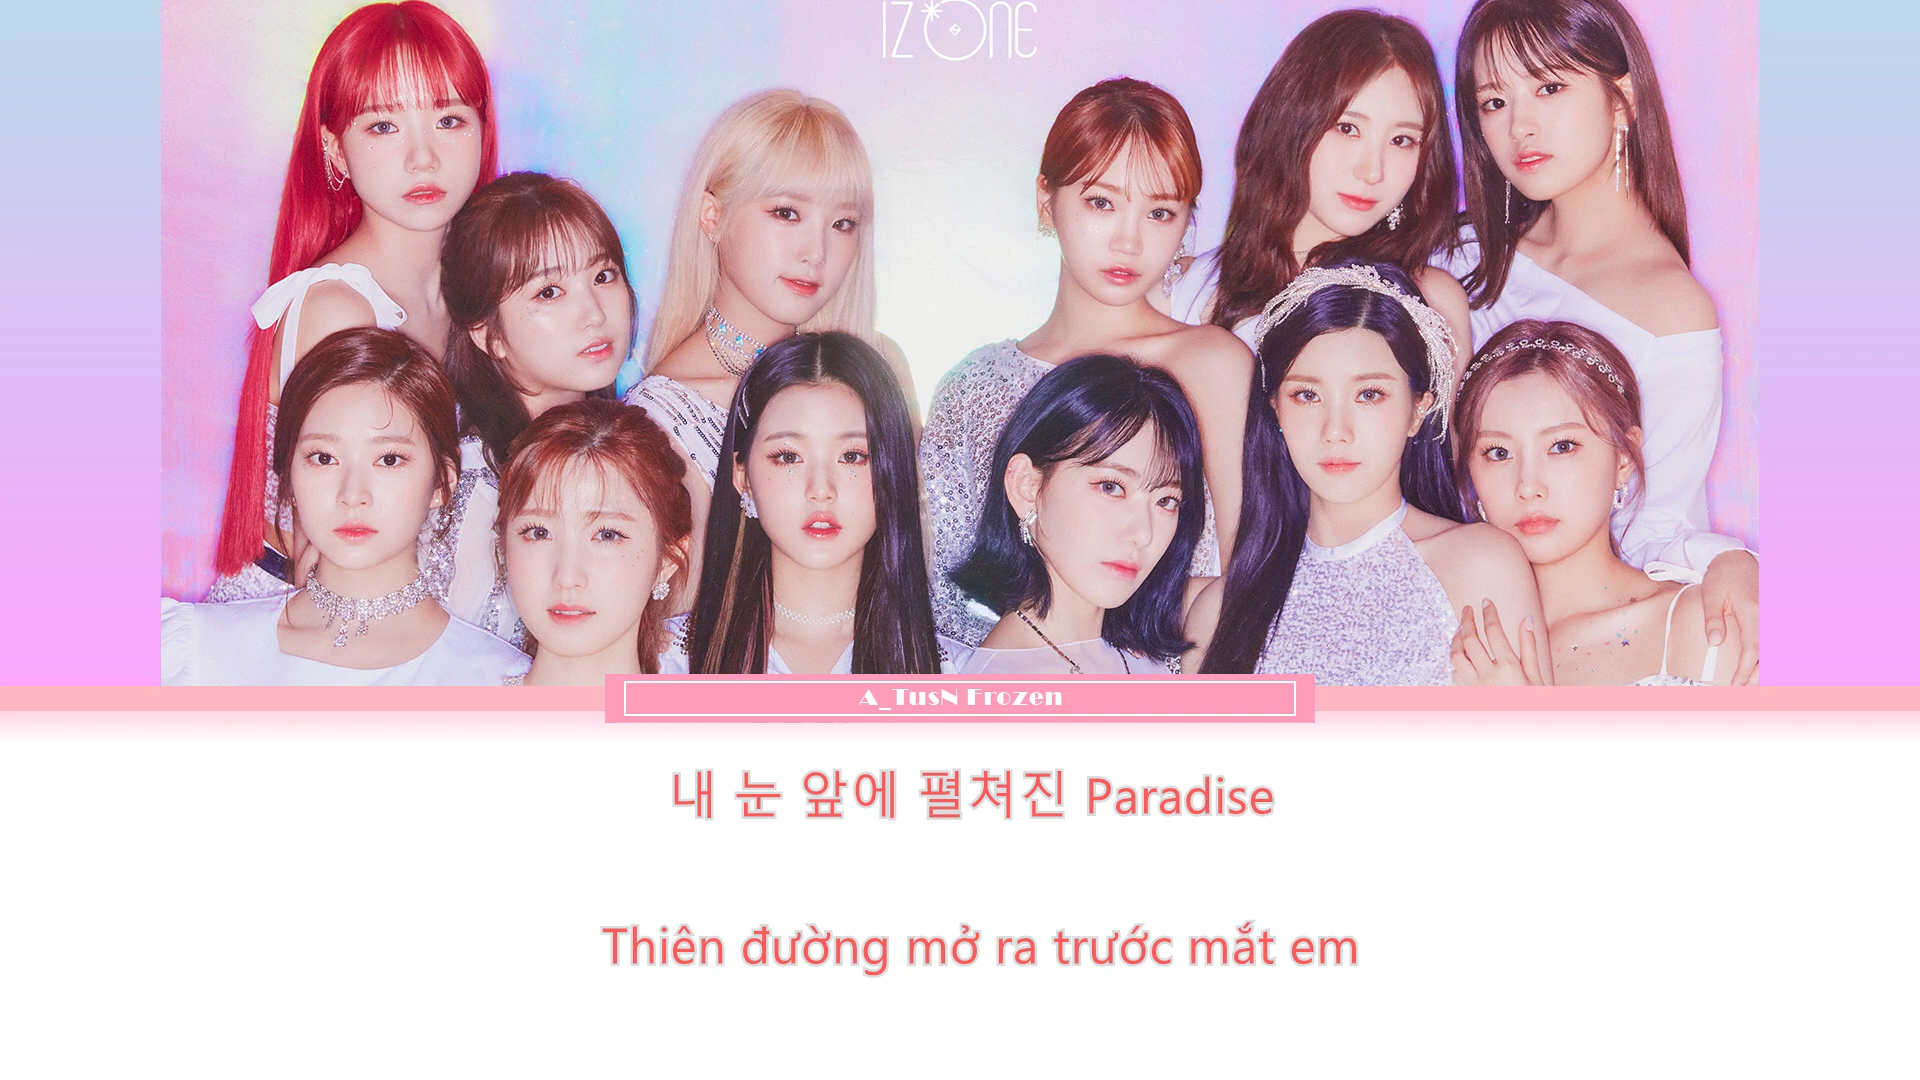 IZ*ONE
A_TusN Frozen
내 눈 앞에 펼쳐진 Paradise
Thiên đường mở ra trước mắt em